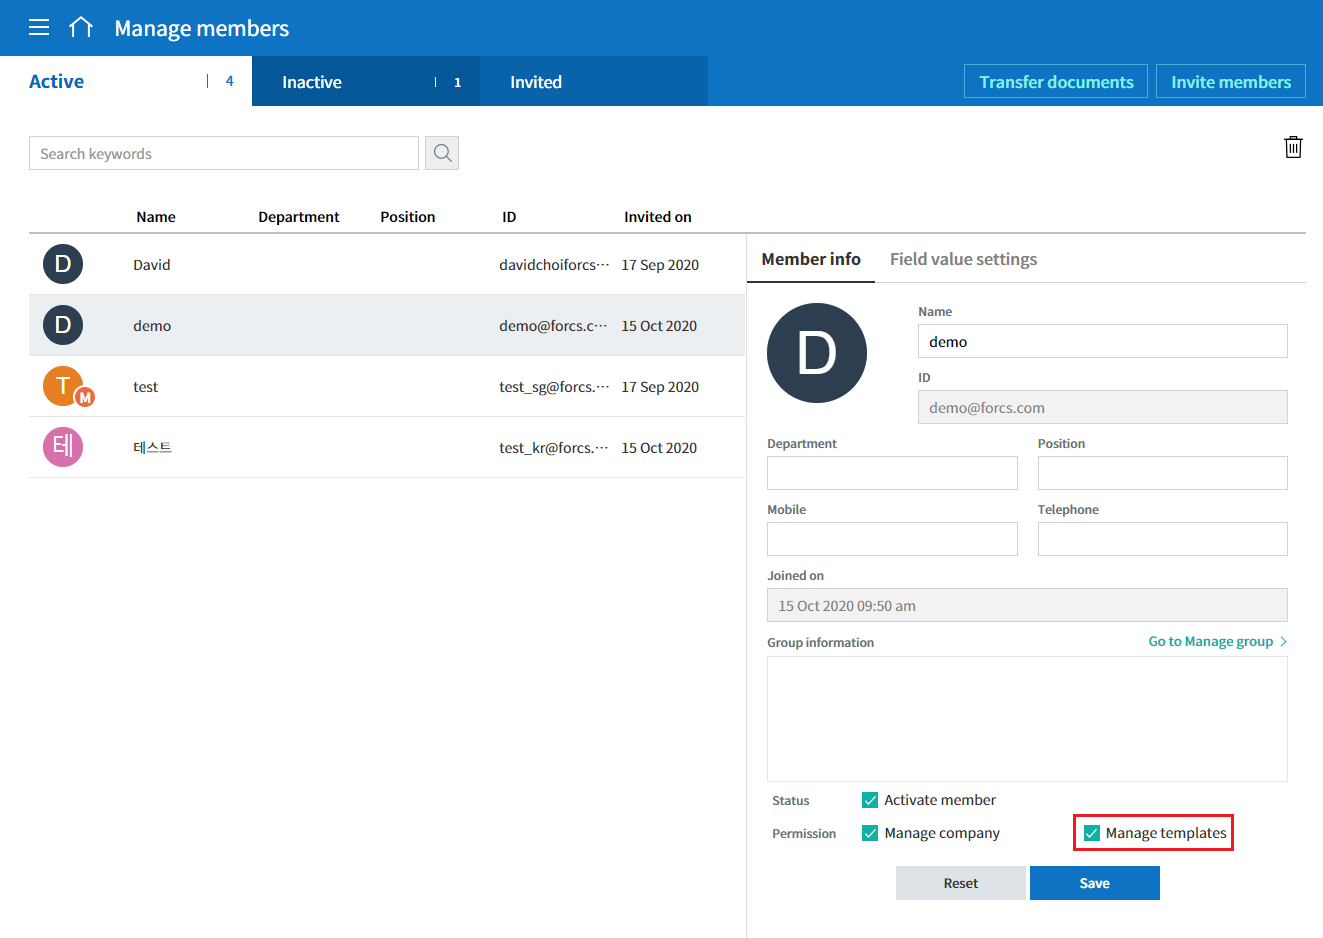 Manage members
Active 4 Inactive 1 Invited Transfer documents Invite members
Search keywords
Name Department Position ID Invited on
D David davidchoiforcs··· 17 Sep 2020
D demo demo@forcs.c··· 15 Oct 2020
T M test test_sg@forcs.··· 17 Sep 2020
테 테스트 test_kr@forcs.··· 15 Oct 2020
Member info Field value settings
D
Name
demo
ID
demo@forcs.com
Department Position
Mobile Telephone
Joined on
15 Oct 2020 09:50 am
Group information Go to Manage group >
Status Activate member
Permission Manage company Manage templates
Reset Save